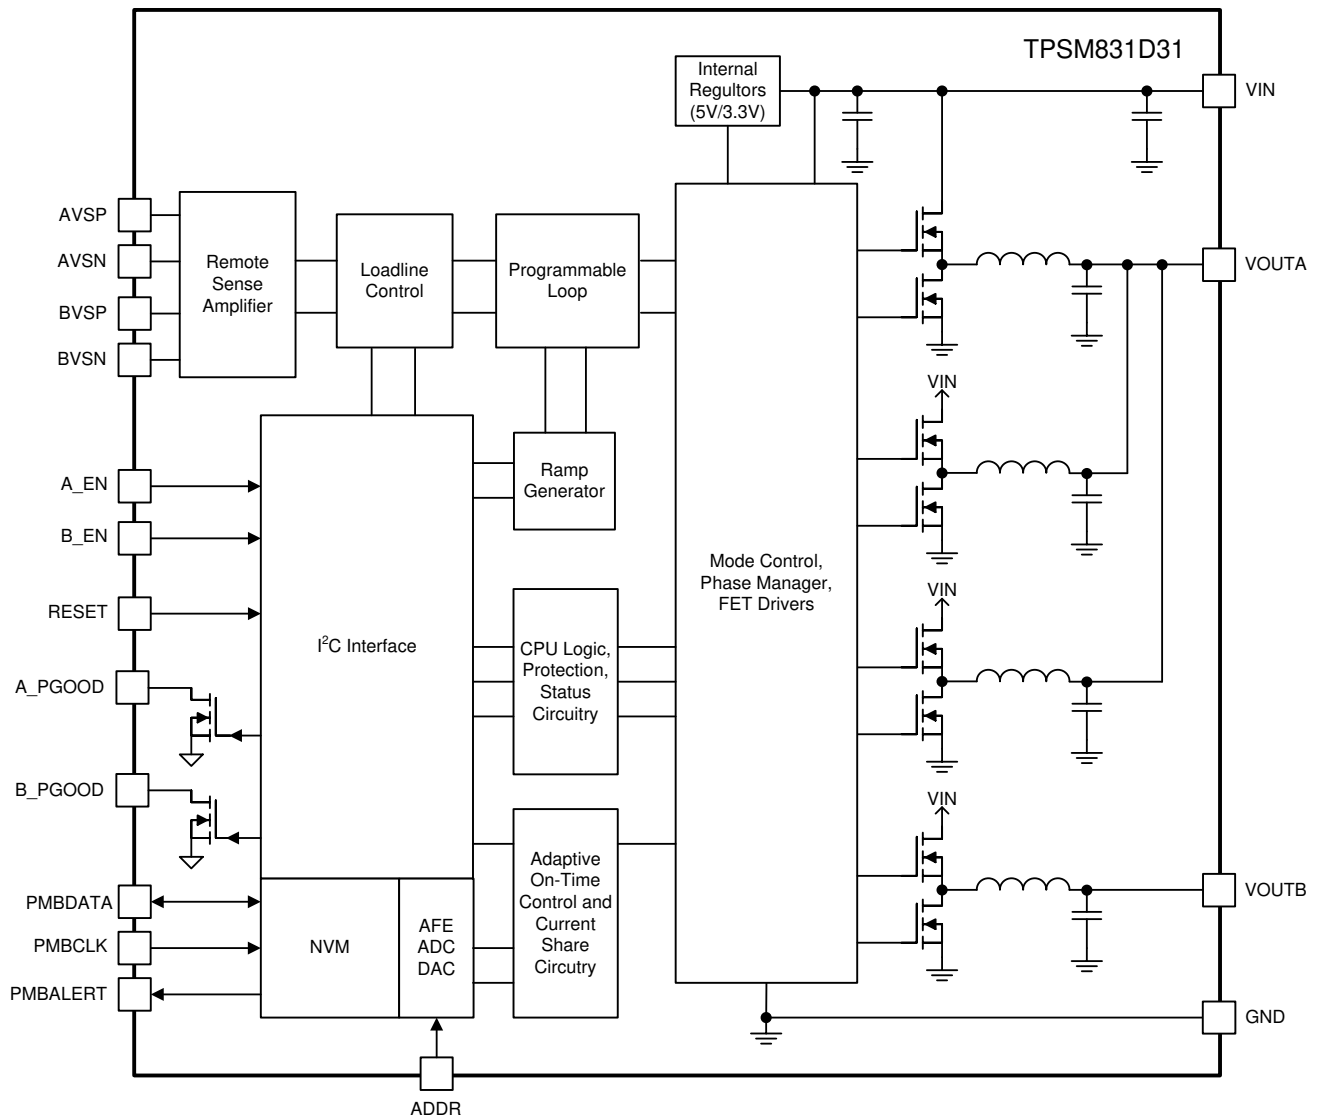 TPSM831D31
Internal
Regultors
(5V/3.3V)
VIN
AVSP
AVSN
BVSP
BVSN
Remote
Sense
Amplifier
Loadline
Control
Programmable
Loop
VOUTA
VIN
A_EN
B_EN
RESET
A_PGOOD
B_PGOOD
PMBDATA
PMBCLK
PMBALERT
I²C Interface
Ramp
Generator
CPU Logic,
Protection,
Status
Circuitry
Mode Control,
Phase Manager,
FET Drivers
VIN
VIN
Adaptive
On-Time
Control and
Current
Share
Circutry
NVM
AFE
ADC
DAC
VOUTB
GND
ADDR